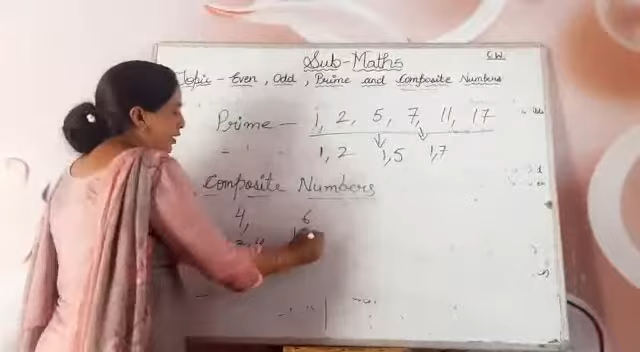 Sub-Maths
C.W.
Topic - Even, Odd, Prime and Composite Numbers
Prime - 1, 2, 5, 7, 11, 17
1, 2 1,5 1,7
Composite Numbers
4, 6